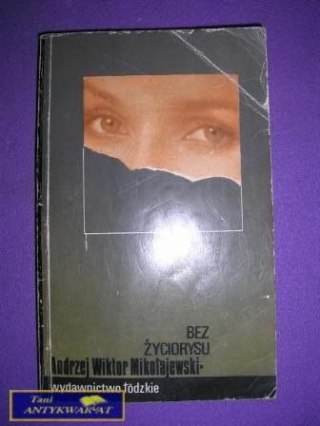 BEZ
ŻYCIORYSU
Andrzej Wiktor Mikołajewski-
wydawnictwo łódzkie
Tani
ANTYKWARIAT